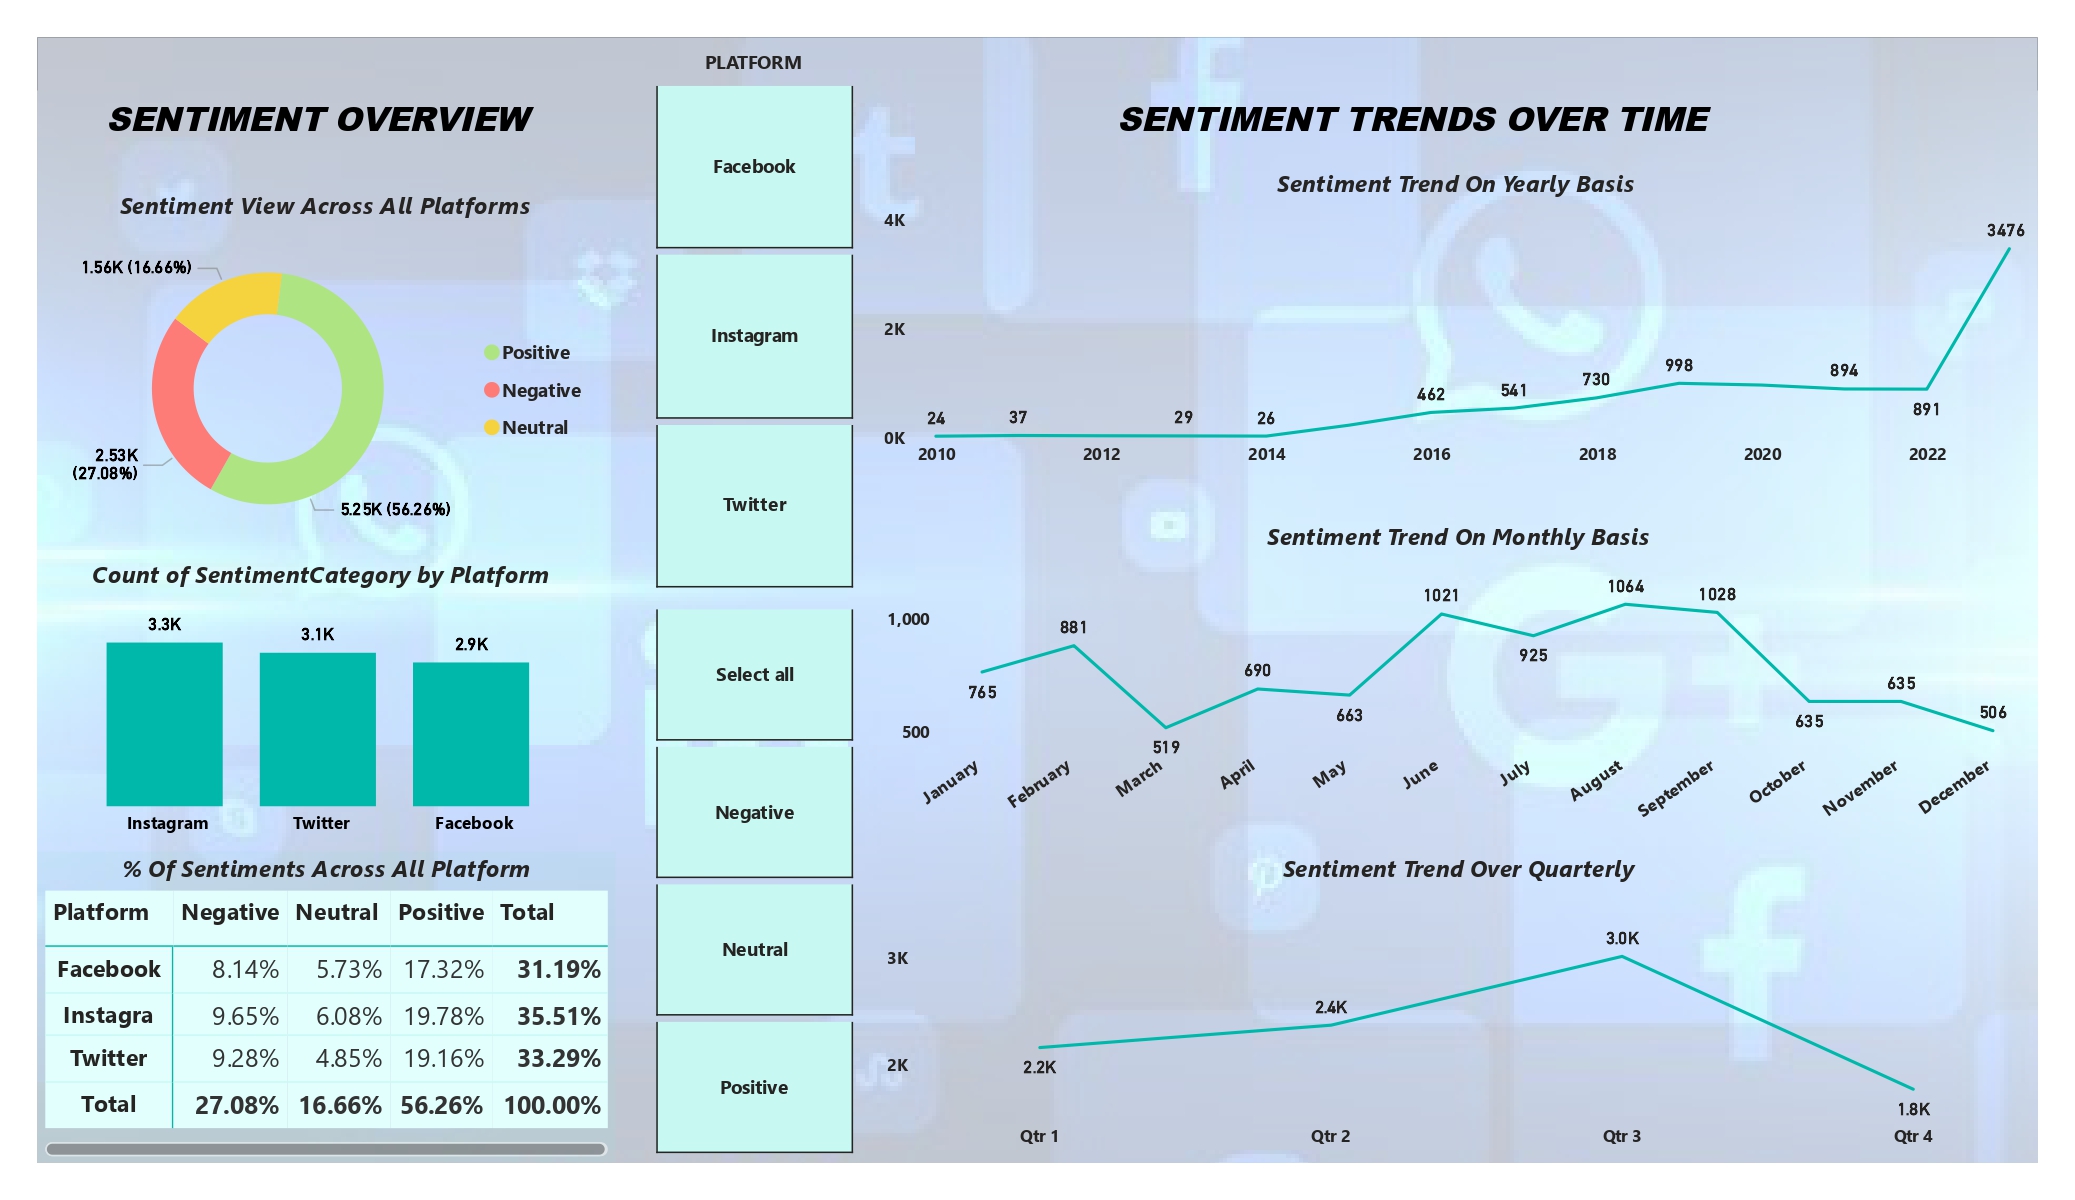 SENTIMENT OVERVIEW
Sentiment View Across All Platforms
1.56K (16.66%)
2.53K
(27.08%)
5.25K (56.26%)
Positive
Negative
Neutral
Count of SentimentCategory by Platform
3.3K
3.1K
2.9K
Instagram
Twitter
Facebook
% Of Sentiments Across All Platform
Platform Negative Neutral Positive Total
Facebook 8.14% 5.73% 17.32% 31.19%
Instagra 9.65% 6.08% 19.78% 35.51%
Twitter 9.28% 4.85% 19.16% 33.29%
Total 27.08% 16.66% 56.26% 100.00%
PLATFORM
Facebook
Instagram
Twitter
Select all
Negative
Neutral
Positive
SENTIMENT TRENDS OVER TIME
Sentiment Trend On Yearly Basis
4K
2K
0K
24 37 29 26 462 541 730 998 894 891 3476
2010 2012 2014 2016 2018 2020 2022
Sentiment Trend On Monthly Basis
1,000
500
765 881 519 690 663 1021 925 1064 1028 635 635 506
January February March April May June July August September October November December
Sentiment Trend Over Quarterly
3K
2K
2.2K 2.4K 3.0K 1.8K
Qtr 1 Qtr 2 Qtr 3 Qtr 4